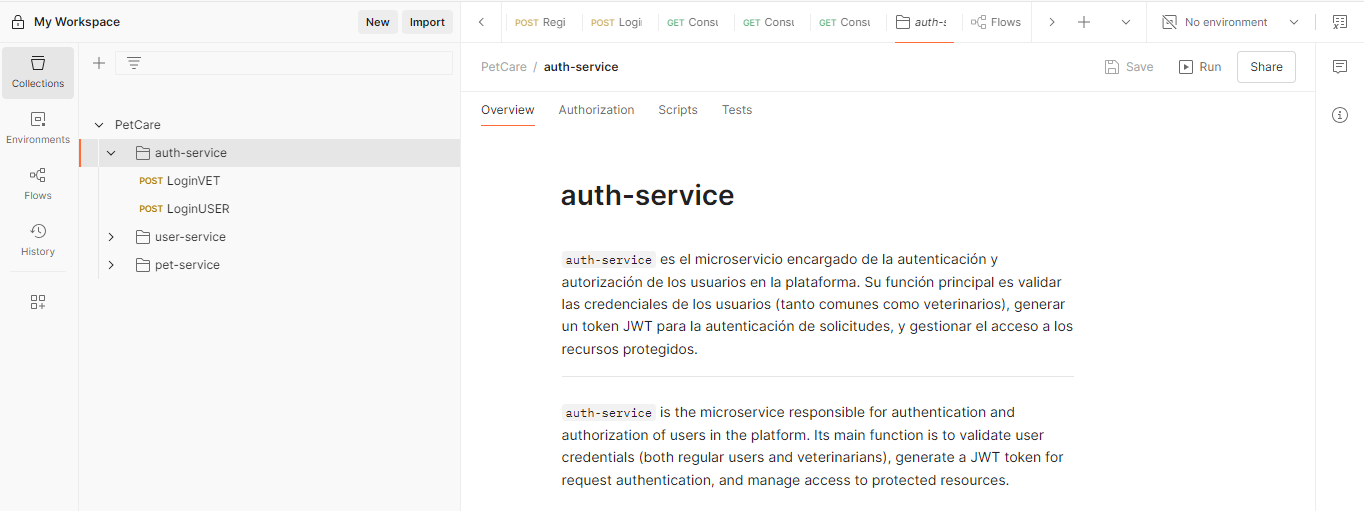 My Workspace
New
Import
POST Regi
POST Logi
GET Consu
GET Consu
GET Consu
auth-s
Flows
No environment
Collections
Environments
Flows
History
PetCare
auth-service
POST LoginVET
POST LoginUSER
user-service
pet-service
PetCare / auth-service
Save
Run
Share
Overview
Authorization
Scripts
Tests
auth-service
auth-service es el microservicio encargado de la autenticación y
autorización de los usuarios en la plataforma. Su función principal es validar
las credenciales de los usuarios (tanto comunes como veterinarios), generar
un token JWT para la autenticación de solicitudes, y gestionar el acceso a los
recursos protegidos.
auth-service is the microservice responsible for authentication and
authorization of users in the platform. Its main function is to validate user
credentials (both regular users and veterinarians), generate a JWT token for
request authentication, and manage access to protected resources.